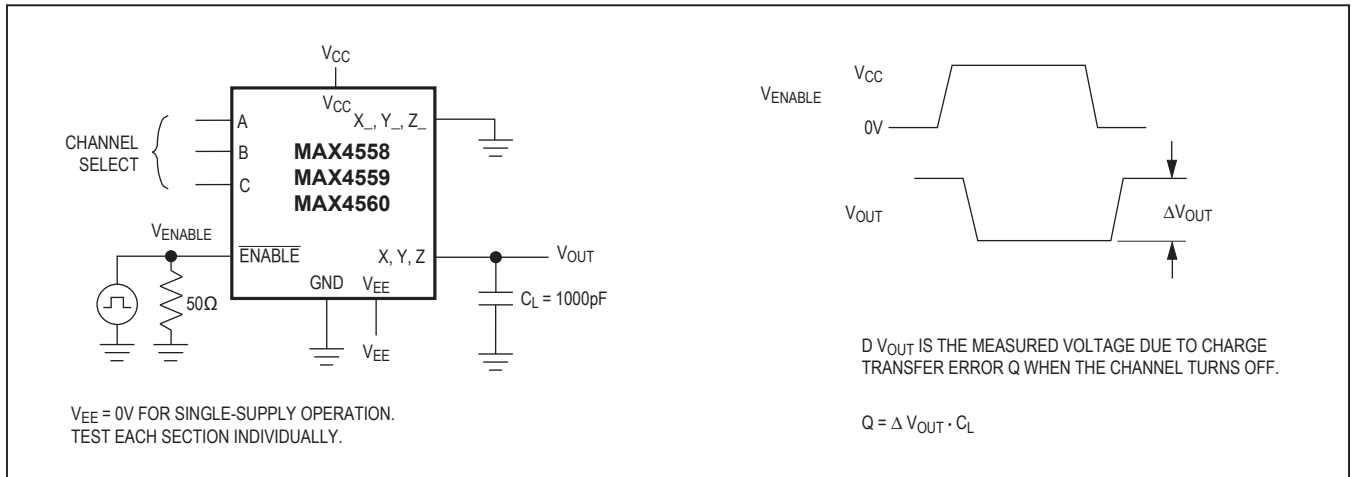 VCC
VCC
A
X_, Y_, Z_
CHANNEL
SELECT
B
C
MAX4558
MAX4559
MAX4560
VENABLE
ENABLE
X, Y, Z
VOUT
GND
VEE
50Ω
CL = 1000pF
VEE
VEE = 0V FOR SINGLE-SUPPLY OPERATION.
TEST EACH SECTION INDIVIDUALLY.
VENABLE
VCC
0V
VOUT
ΔVOUT
D VOUT IS THE MEASURED VOLTAGE DUE TO CHARGE
TRANSFER ERROR Q WHEN THE CHANNEL TURNS OFF.
Q = Δ VOUT · CL